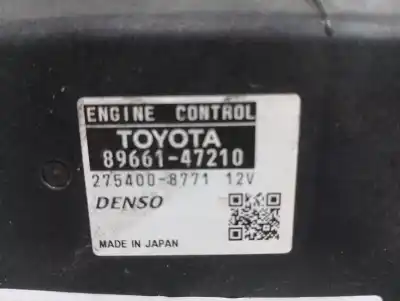 ENGINE CONTROL
TOYOTA
89661-47210
275400-8771 12V
DENSO
MADE IN JAPAN